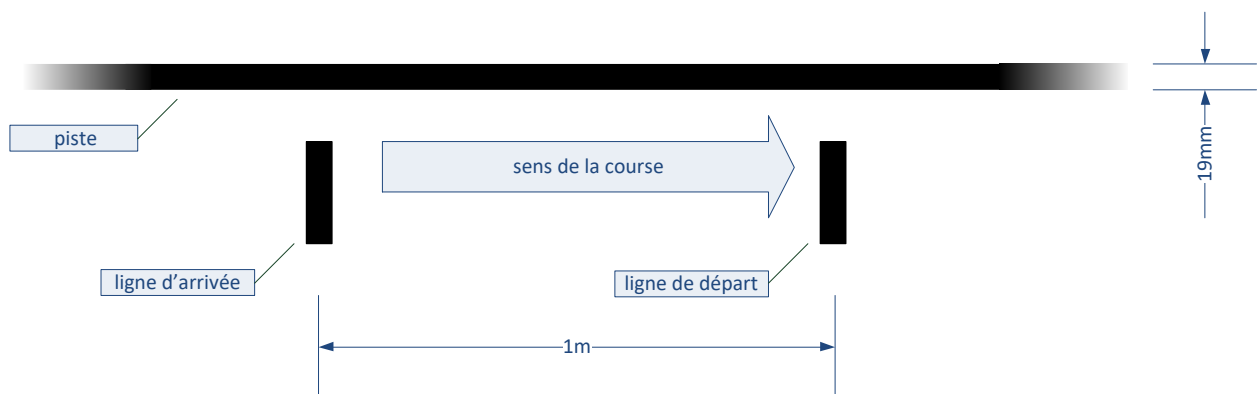 piste
sens de la course
19mm
ligne d’arrivée
ligne de départ
1m